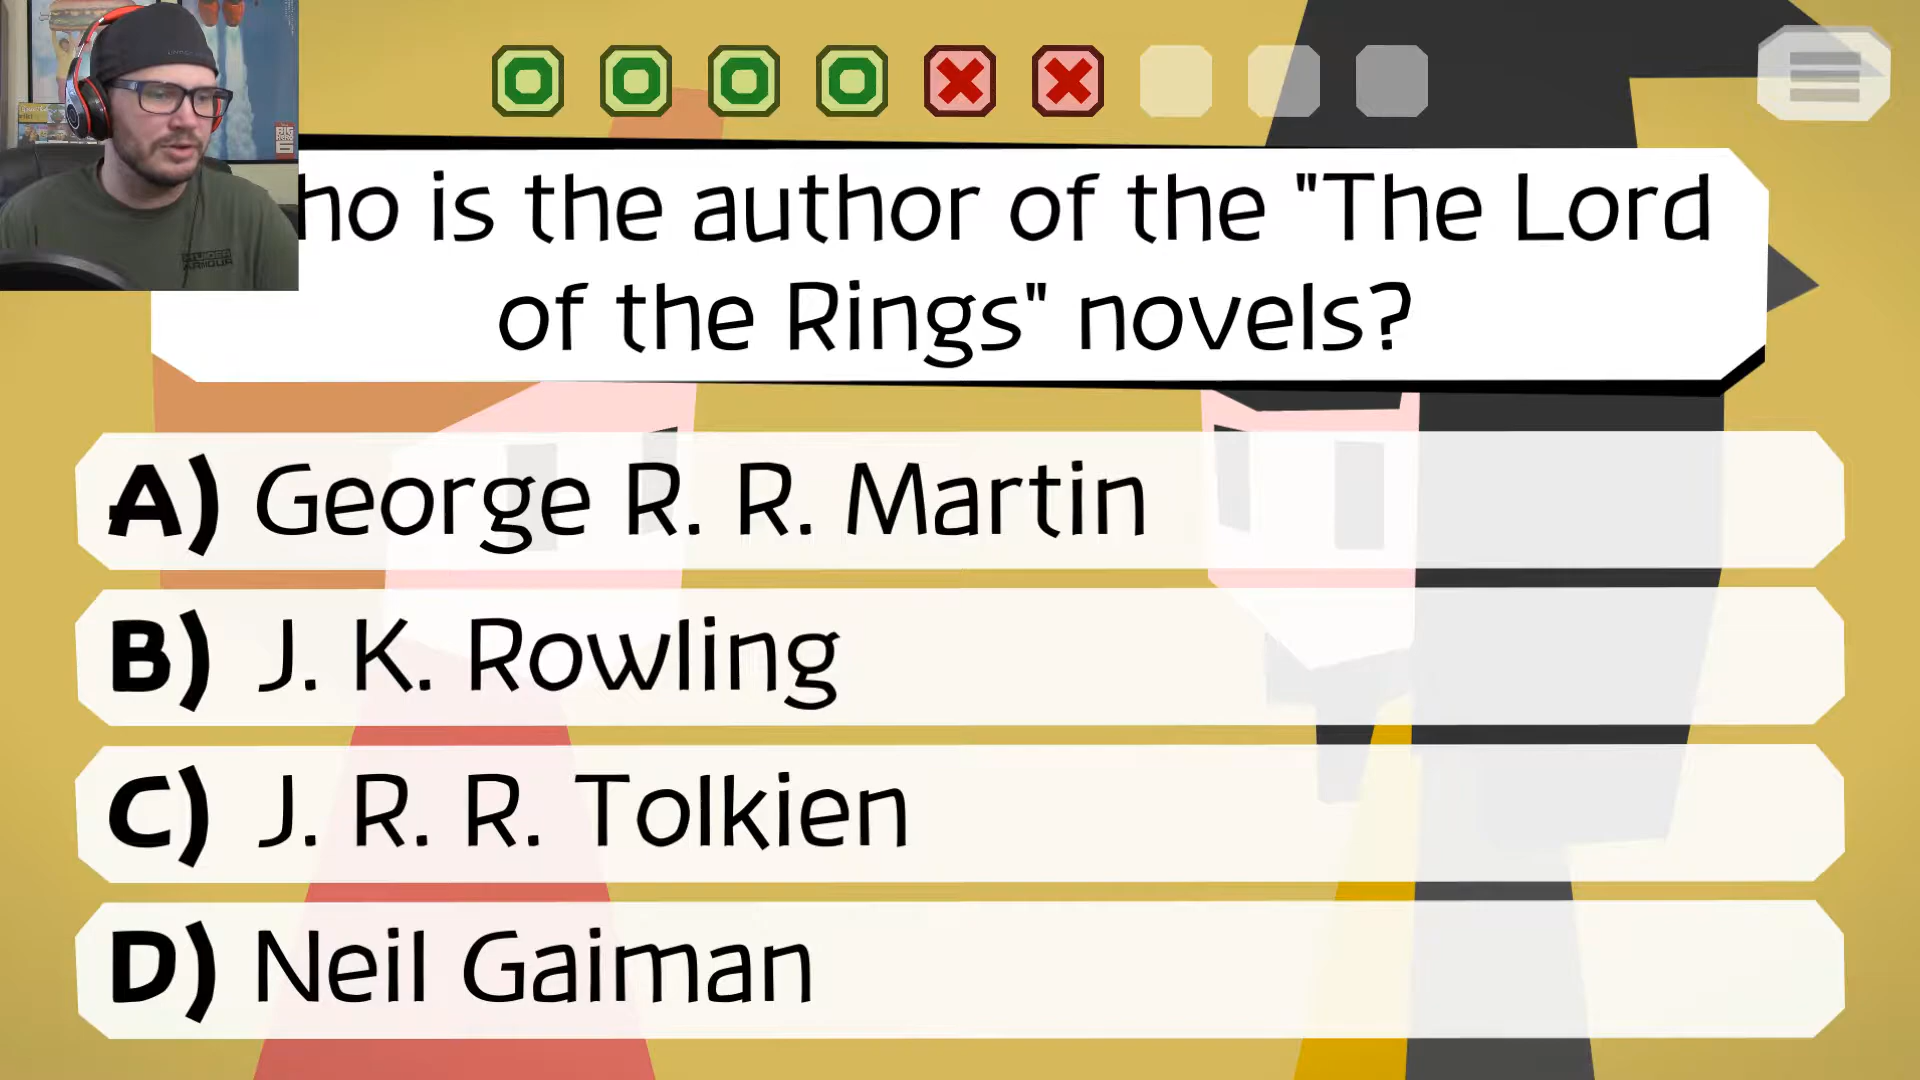 ho is the author of the "The Lord
of the Rings" novels?
A) George R. R. Martin
B) J. K. Rowling
C) J. R. R. Tolkien
D) Neil Gaiman